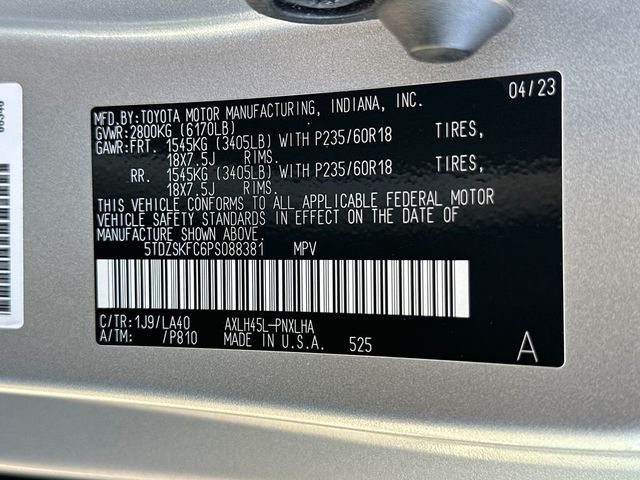 04/23
MFD.BY:TOYOTA MOTOR MANUFACTURING, INDIANA, INC.
GVWR:2800KG (6170LB)
GAWR:FRT. 1545KG (3405LB) WITH P235/60R18 TIRES,
18X7.5J RIMS.
RR. 1545KG (3405LB) WITH P235/60R18 TIRES,
18X7.5J RIMS.
THIS VEHICLE CONFORMS TO ALL APPLICABLE FEDERAL MOTOR
VEHICLE SAFETY STANDARDS IN EFFECT ON THE DATE OF
MANUFACTURE SHOWN ABOVE.
5TDZSKFC6PS088381 MPV
C/TR:1J9/LA40 AXLH45L-PNXLHA
A/TM: /P810 MADE IN U.S.A. 525
A